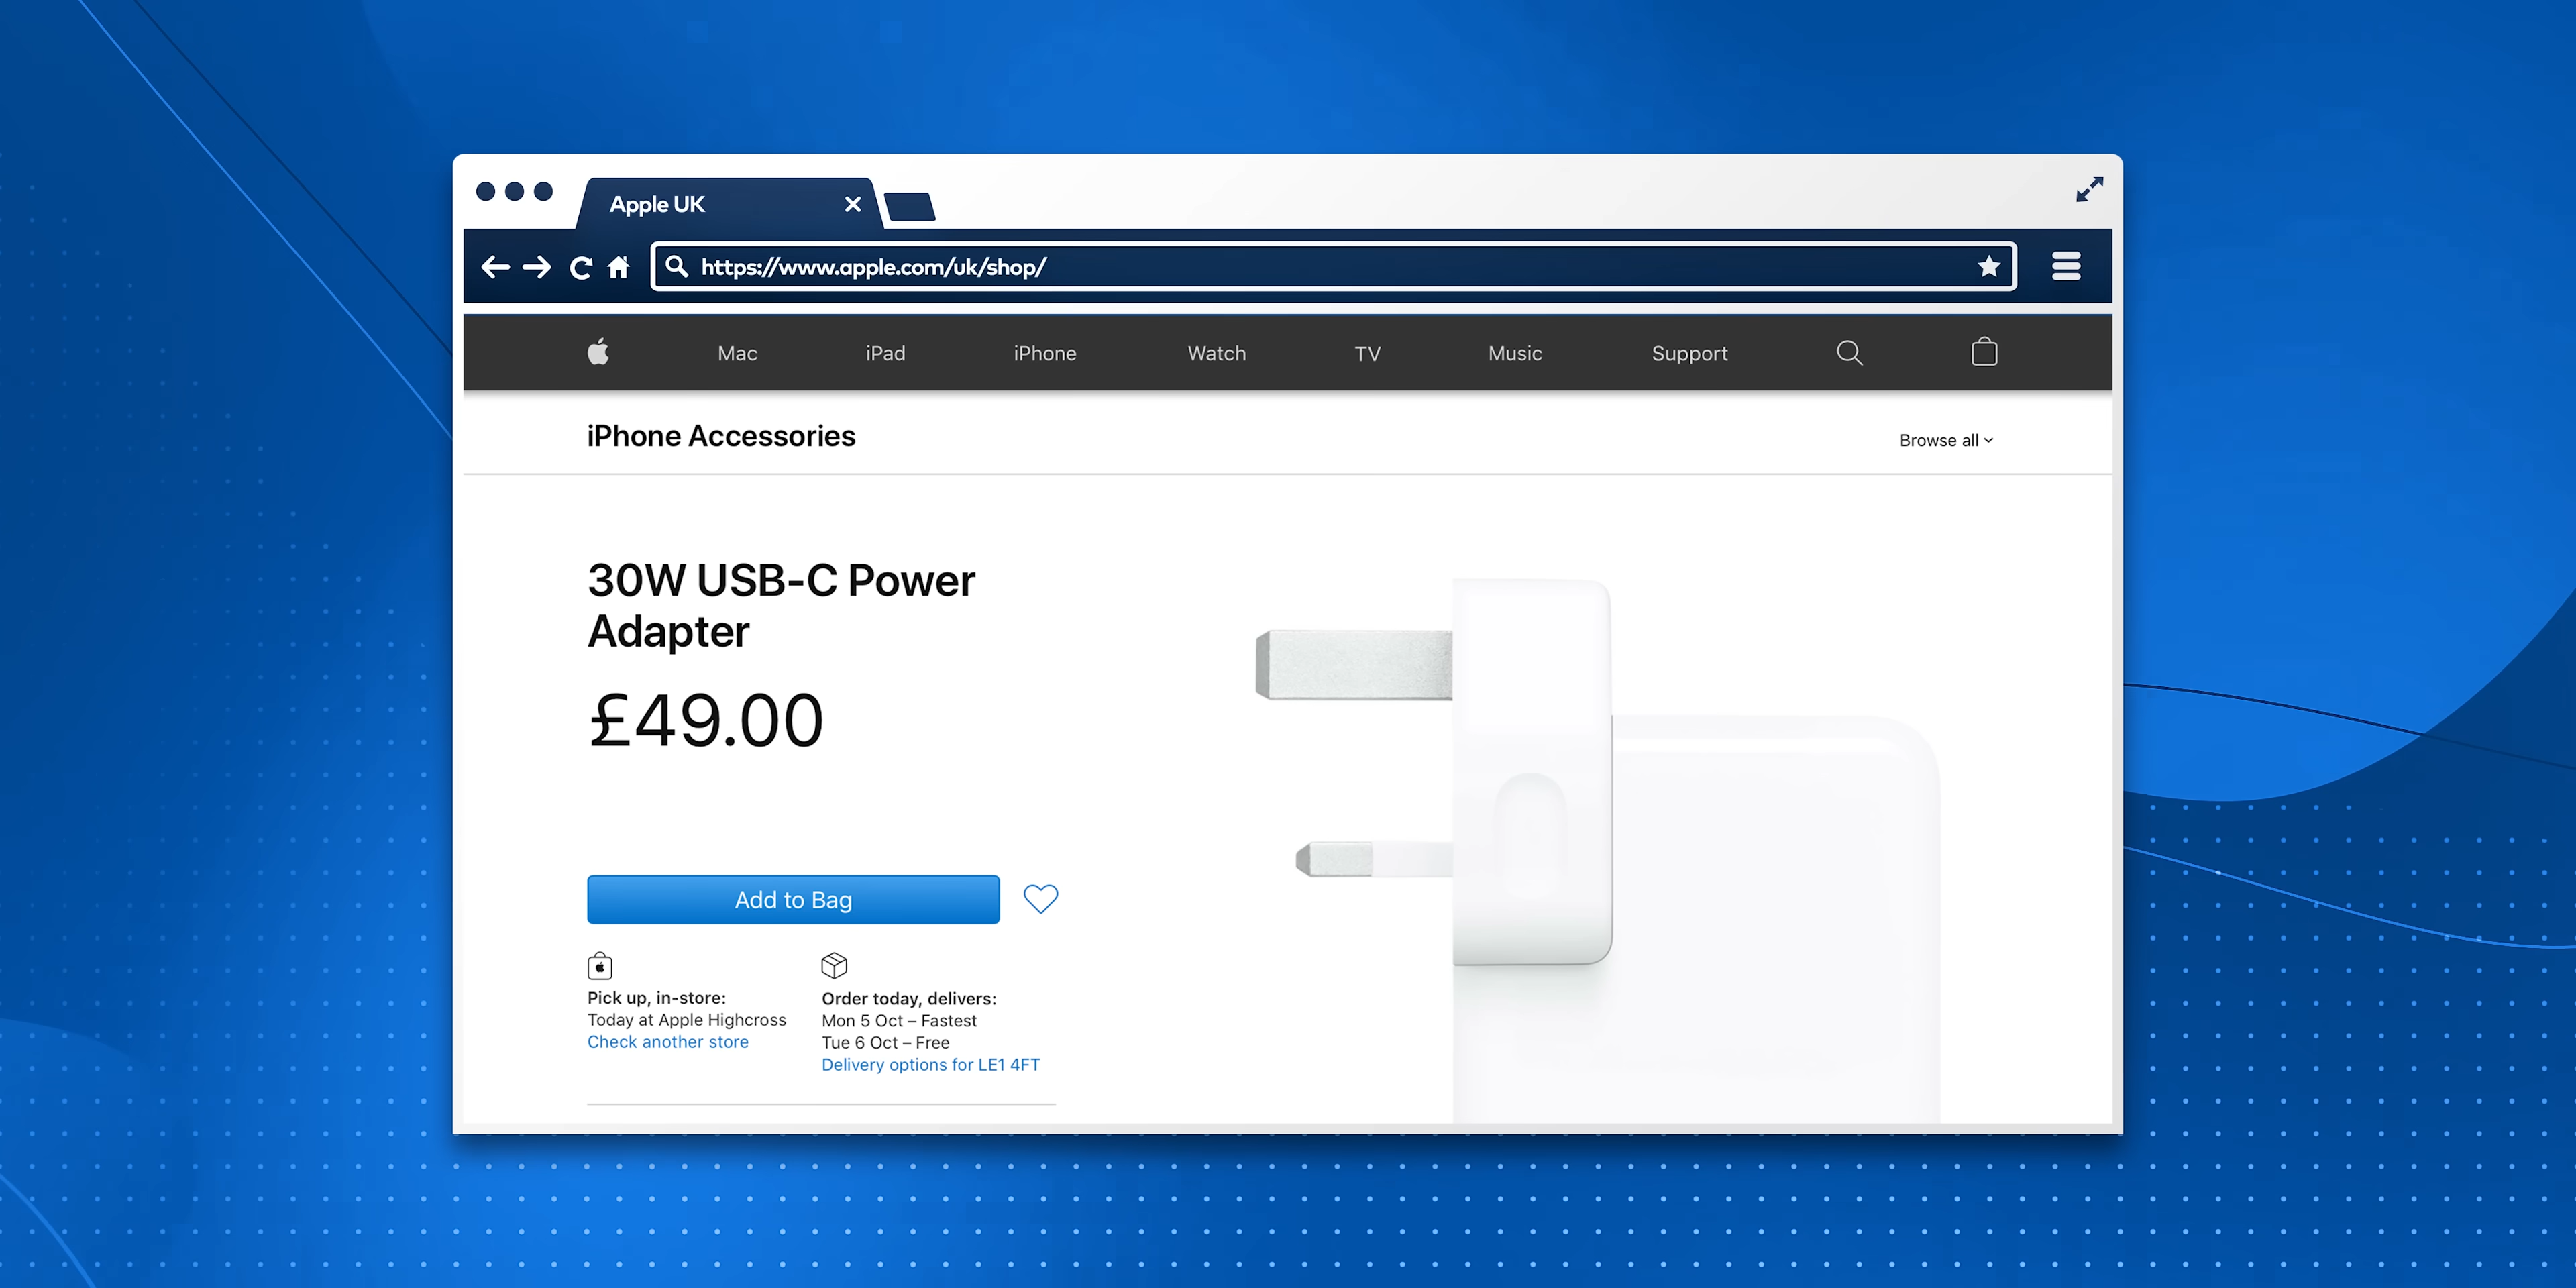 Apple UK
https://www.apple.com/uk/shop/
Mac iPad iPhone Watch TV Music Support
iPhone Accessories
Browse all
30W USB-C Power
Adapter
£49.00
Add to Bag
Pick up, in-store:
Today at Apple Highcross
Check another store
Order today, delivers:
Mon 5 Oct – Fastest
Tue 6 Oct – Free
Delivery options for LE1 4FT